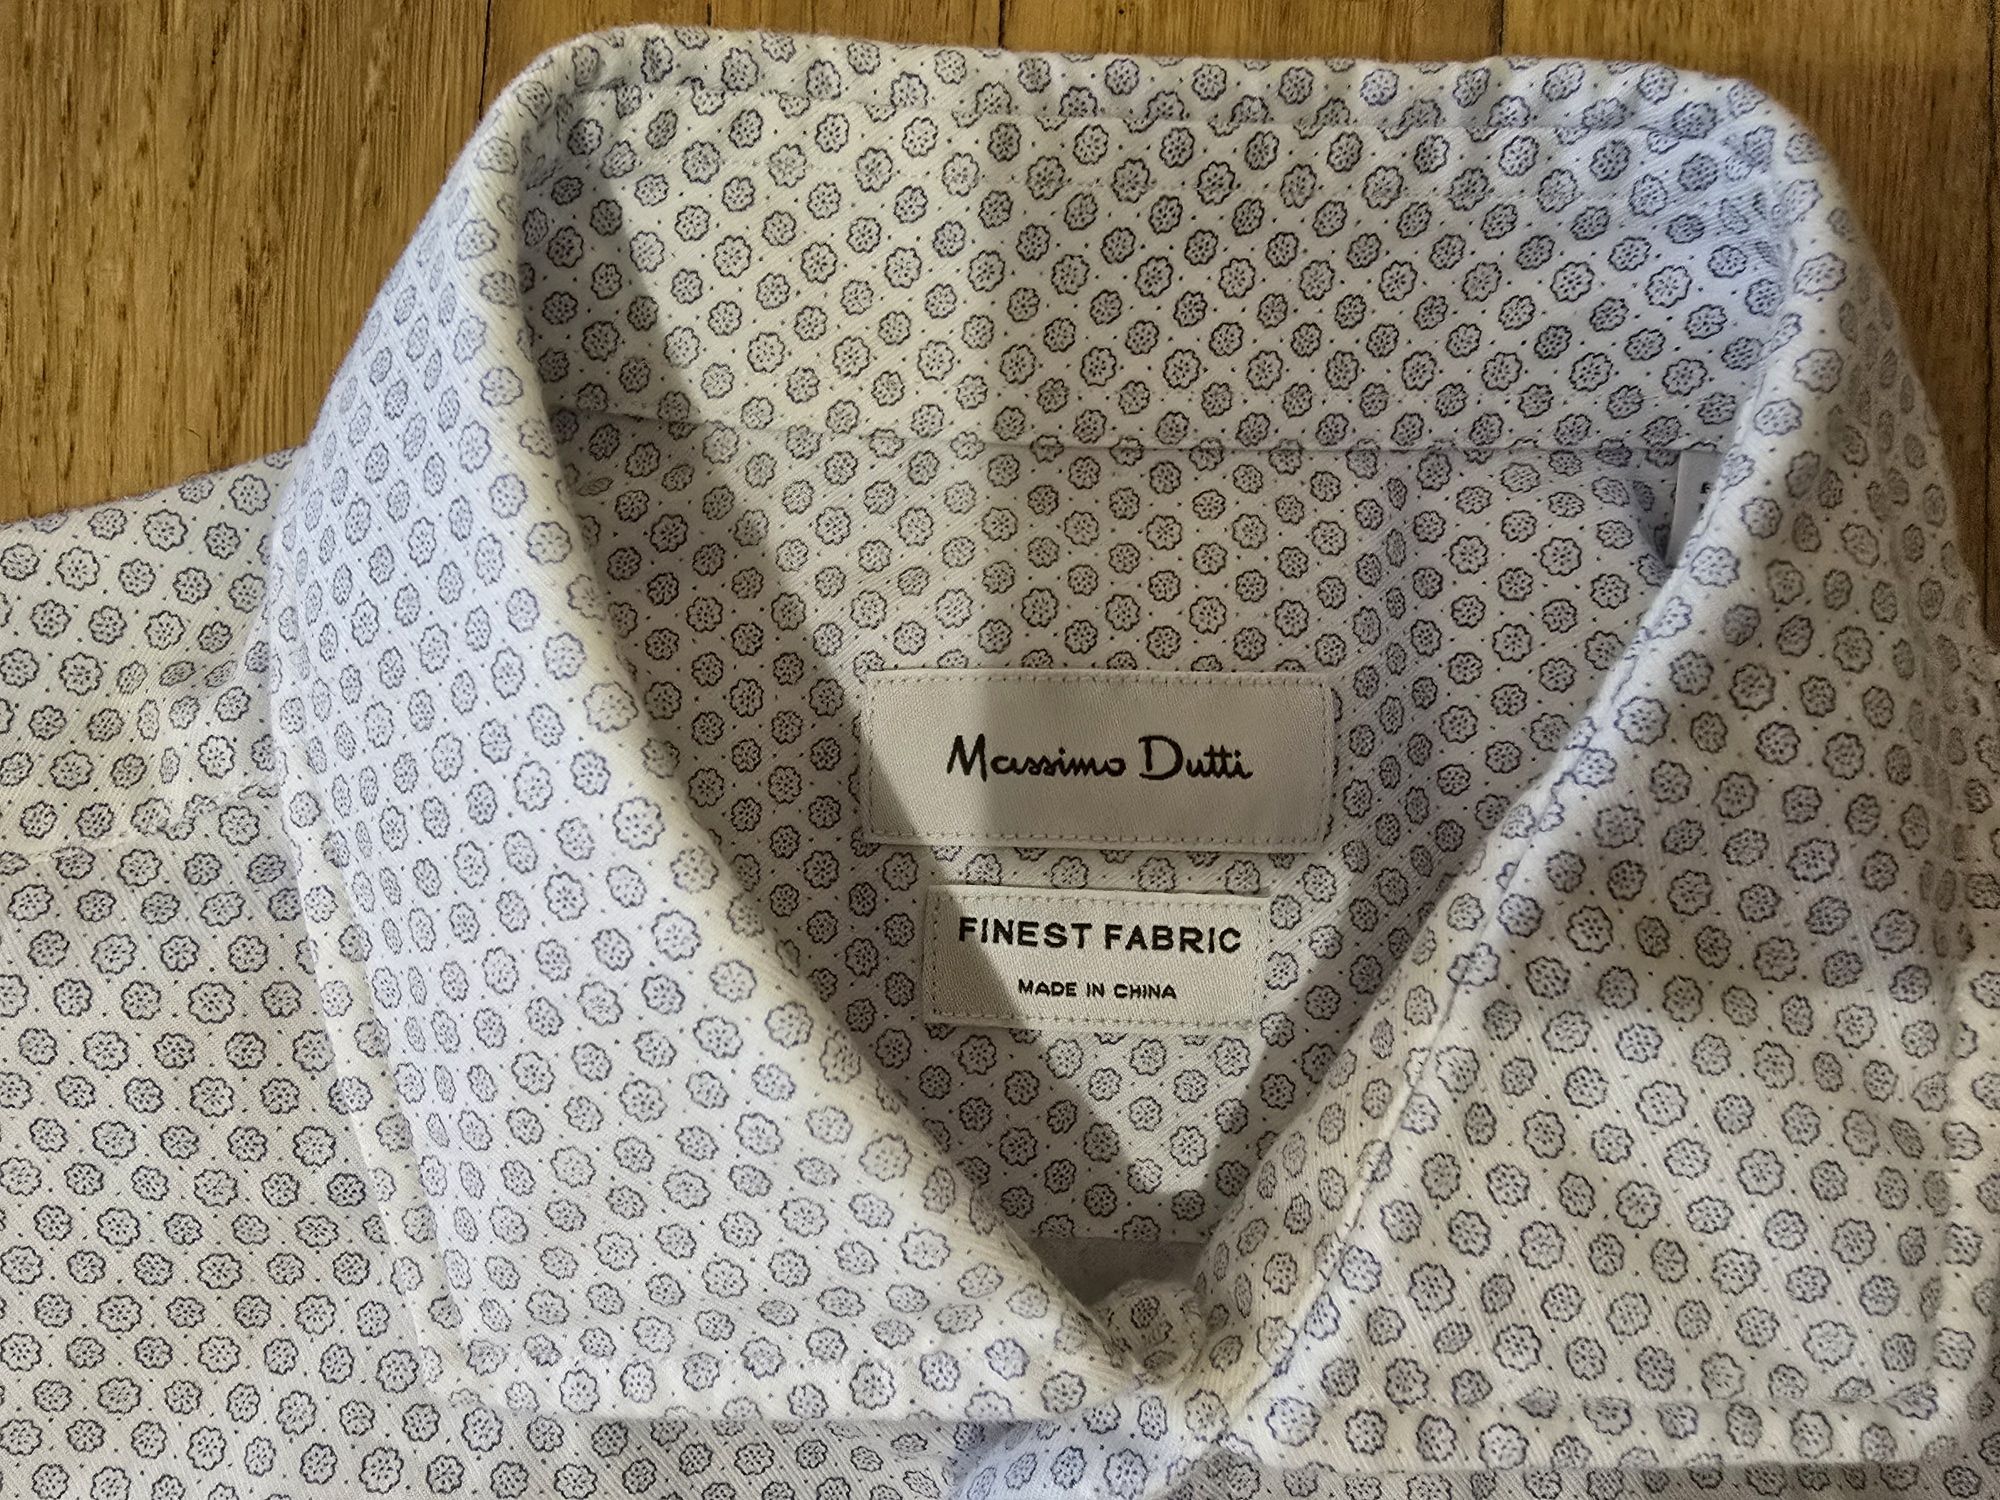 Massimo Dutti
FINEST FABRIC
MADE IN CHINA